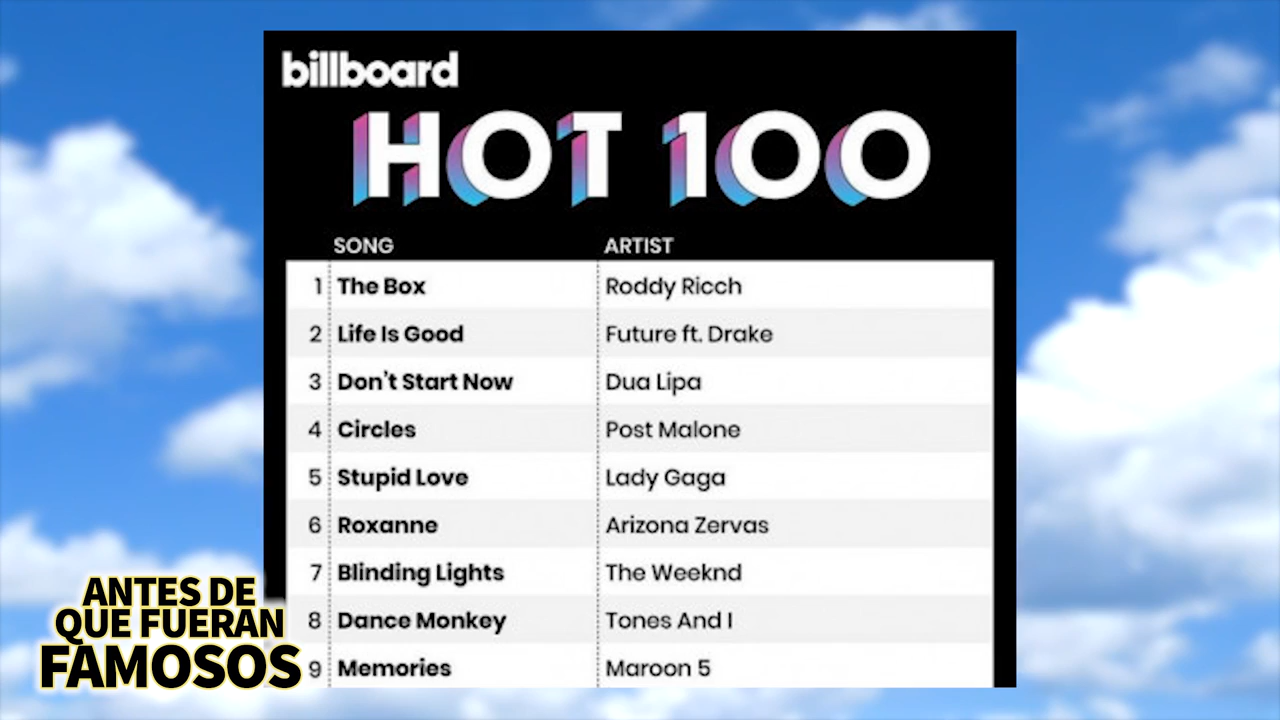 billboard
HOT 100
SONG ARTIST
1 The Box Roddy Ricch
2 Life Is Good Future ft. Drake
3 Don't Start Now Dua Lipa
4 Circles Post Malone
5 Stupid Love Lady Gaga
6 Roxanne Arizona Zervas
7 Blinding Lights The Weeknd
8 Dance Monkey Tones And I
9 Memories Maroon 5
ANTES DE
QUE FUERAN
FAMOSOS